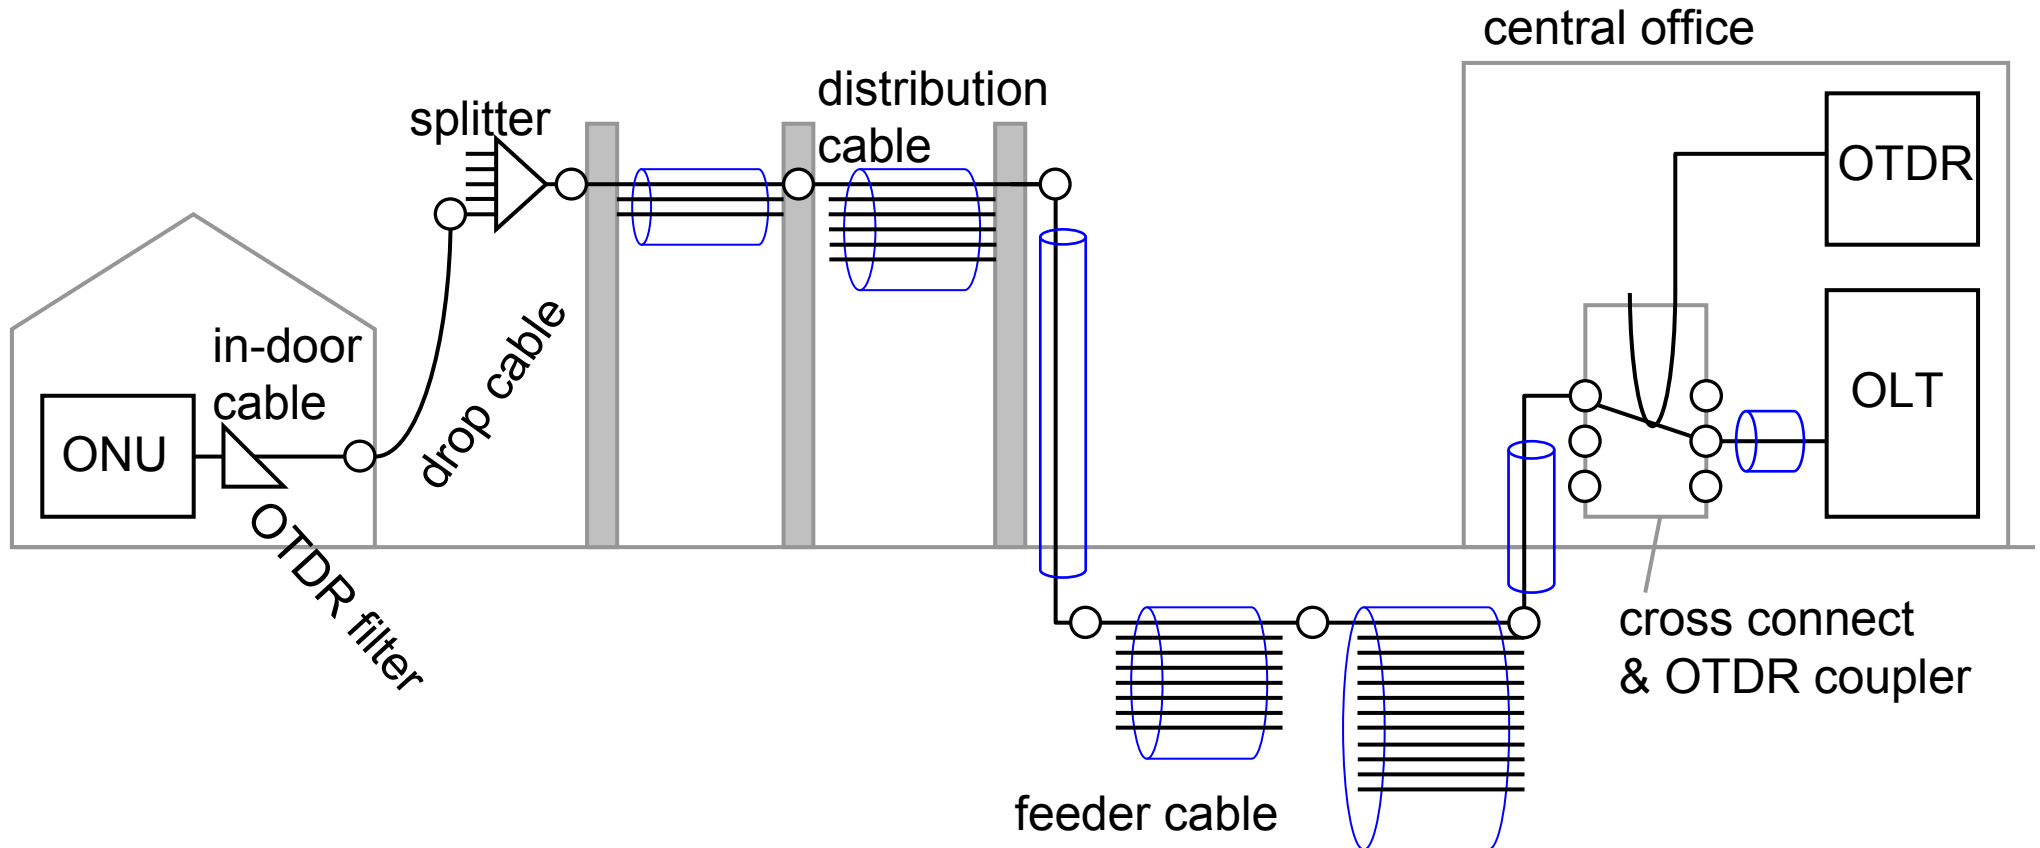 central office
distribution
cable
splitter
OTDR
in-door
cable
drop cable
OLT
ONU
OTDR filter
cross connect
& OTDR coupler
feeder cable